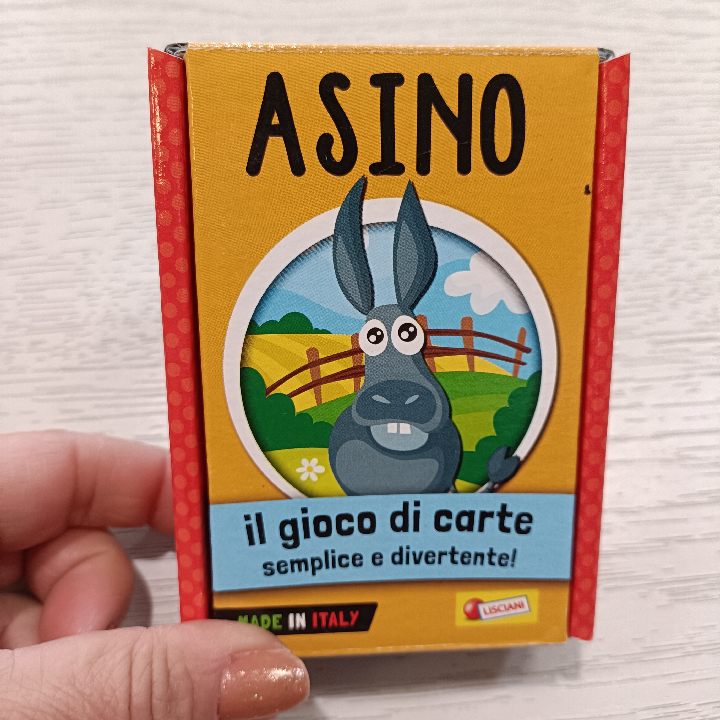 ASINO
il gioco di carte
semplice e divertente!
MADE IN ITALY
LISCIANI